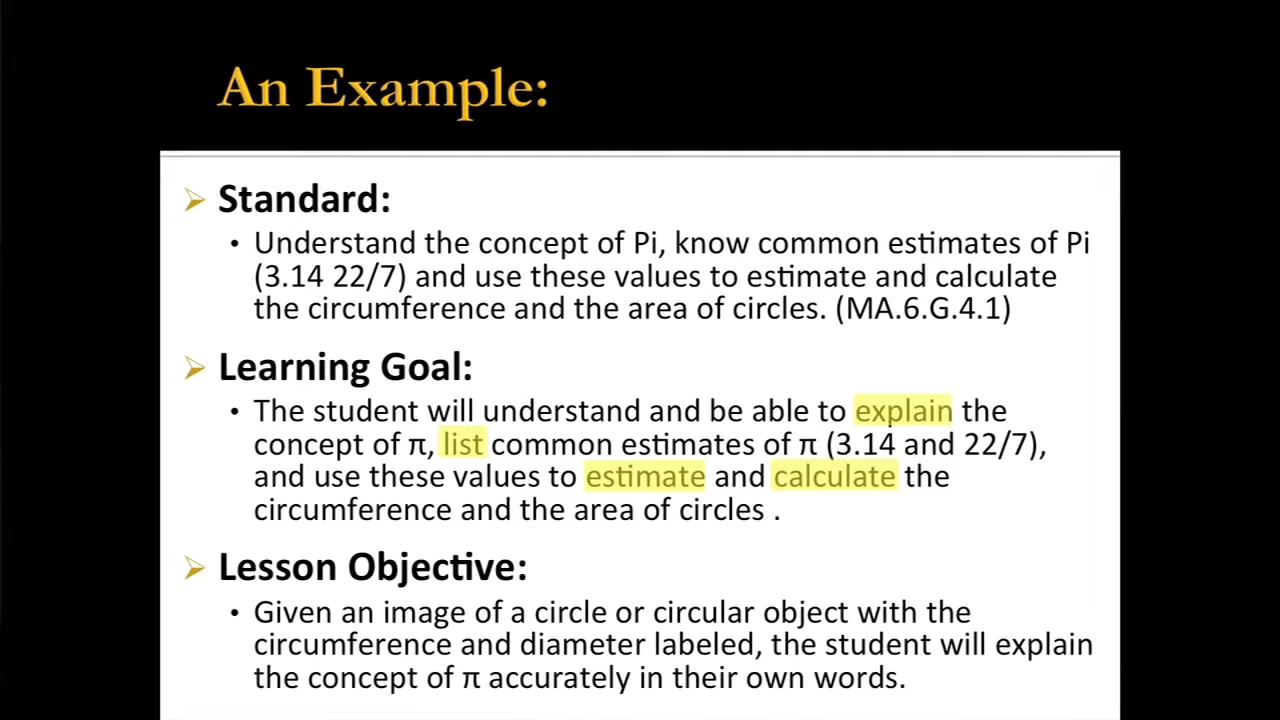 An Example:
Standard:
• Understand the concept of Pi, know common estimates of Pi
(3.14 22/7) and use these values to estimate and calculate
the circumference and the area of circles. (MA.6.G.4.1)
Learning Goal:
• The student will understand and be able to explain the
concept of π, list common estimates of π (3.14 and 22/7),
and use these values to estimate and calculate the
circumference and the area of circles .
Lesson Objective:
• Given an image of a circle or circular object with the
circumference and diameter labeled, the student will explain
the concept of π accurately in their own words.